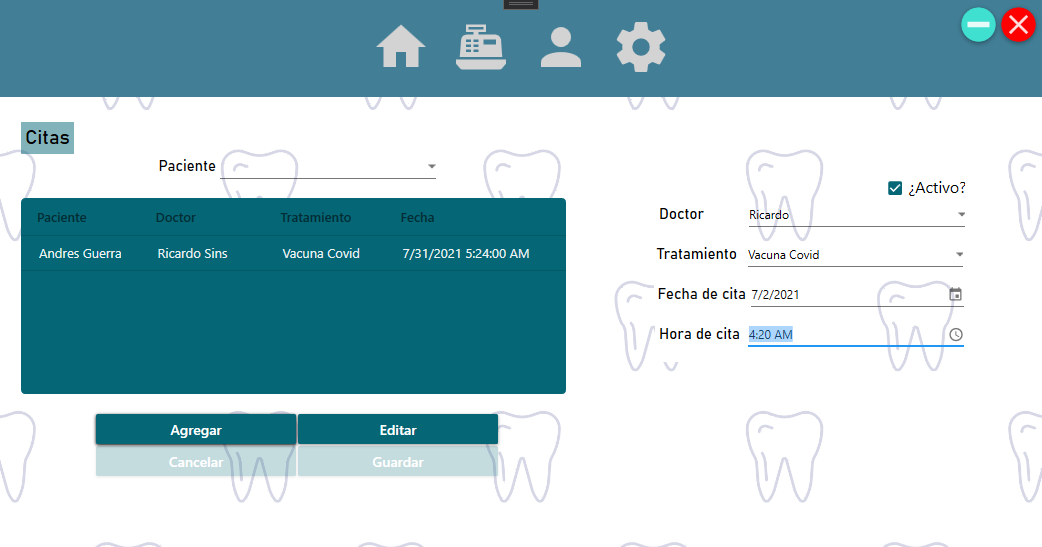 Citas
Paciente
Paciente Doctor Tratamiento Fecha
Andres Guerra Ricardo Sins Vacuna Covid 7/31/2021 5:24:00 AM
Agregar Editar
Cancelar Guardar
¿Activo?
Doctor Ricardo
Tratamiento Vacuna Covid
Fecha de cita 7/2/2021
Hora de cita 4:20 AM